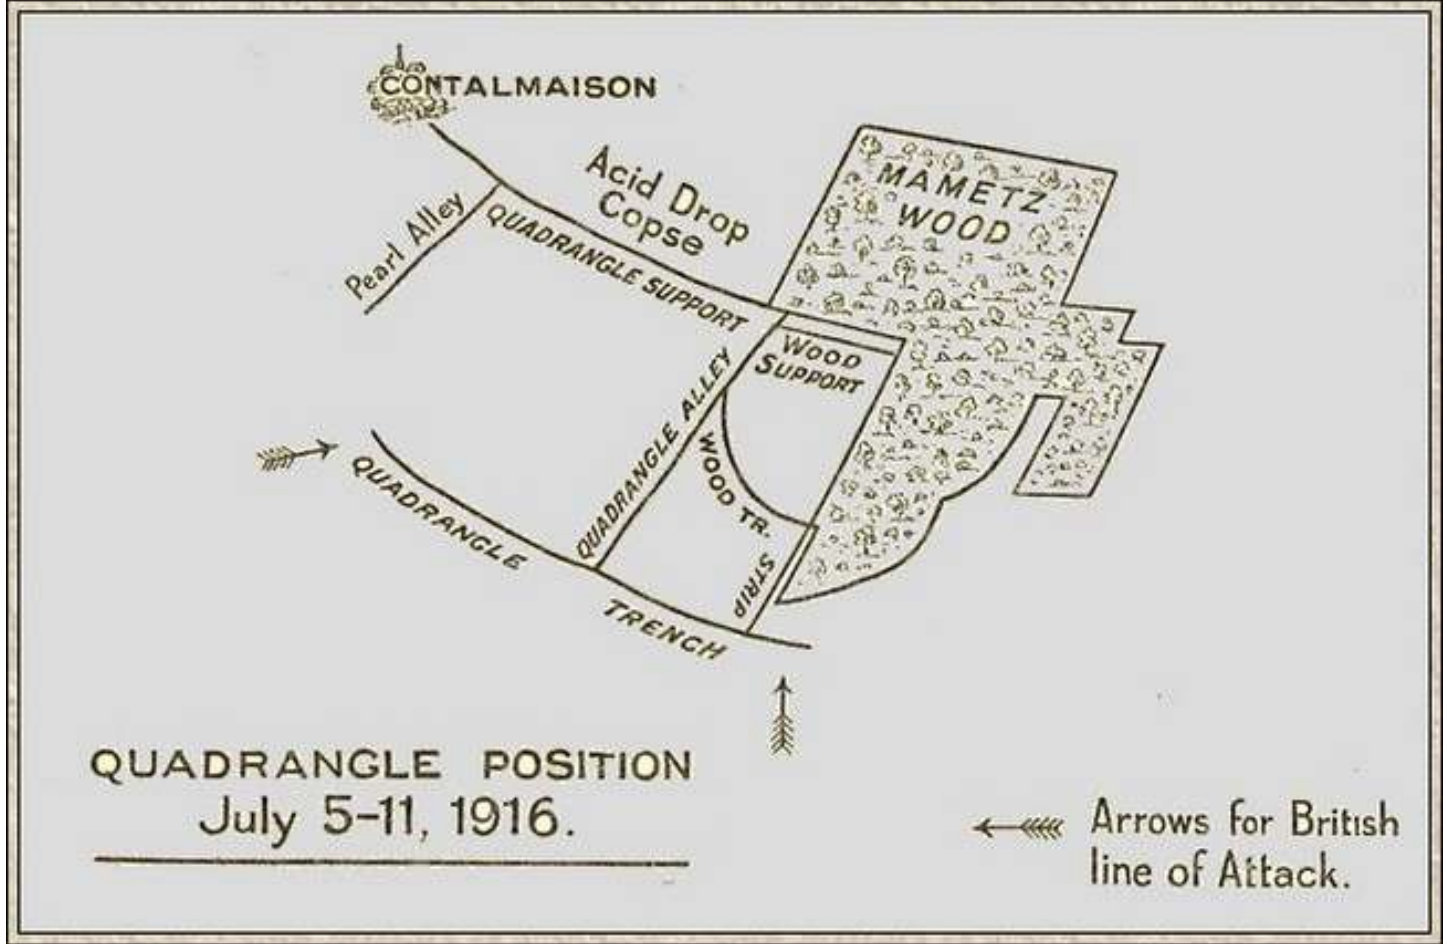 CONTALMAISON
Acid Drop
Copse
MAMETZ
WOOD
Pearl Alley
QUADRANGLE SUPPORT
WOOD
SUPPORT
QUADRANGLE ALLEY
WOOD TR.
STRIP
QUADRANGLE TRENCH
QUADRANGLE POSITION
July 5-11, 1916.
Arrows for British
line of Attack.